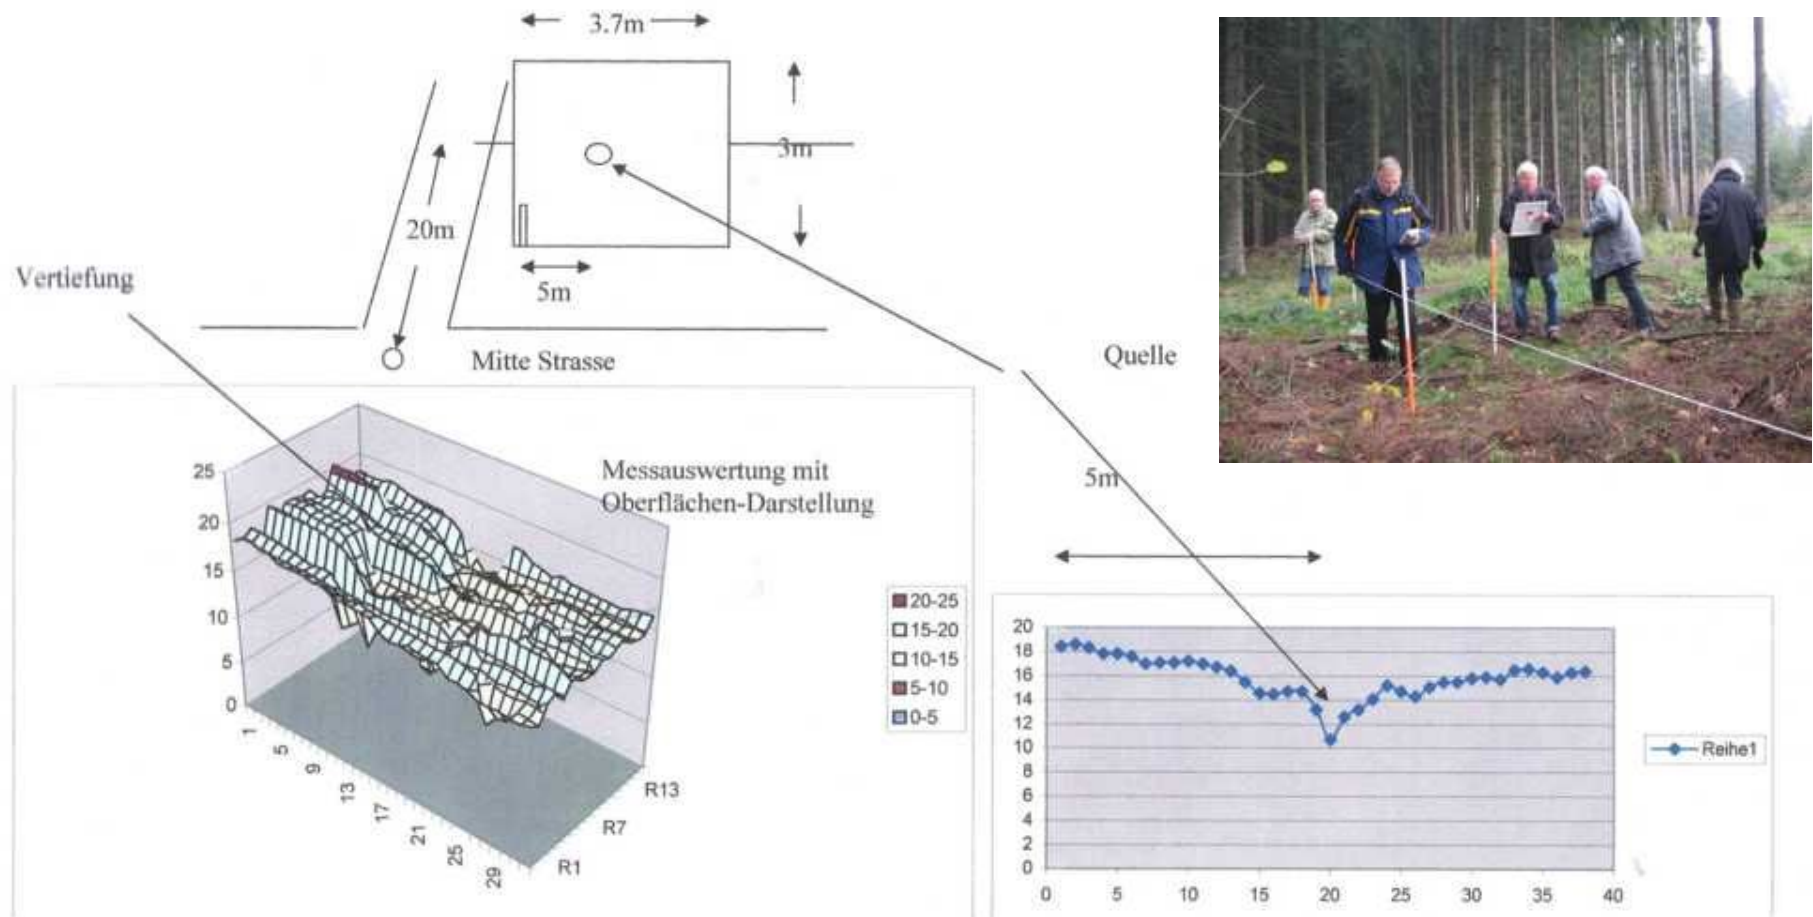 3.7m
3m
20m
5m
Vertiefung
Mitte Strasse
Quelle
5m
Messauswertung mit
Oberflächen-Darstellung
25
20
15
10
5
0
1
5
9
13
17
21
25
29
R1
R7
R13
20-25
15-20
10-15
5-10
0-5
20
18
16
14
12
10
8
6
4
2
0
0 5 10 15 20 25 30 35 40
Reihe1